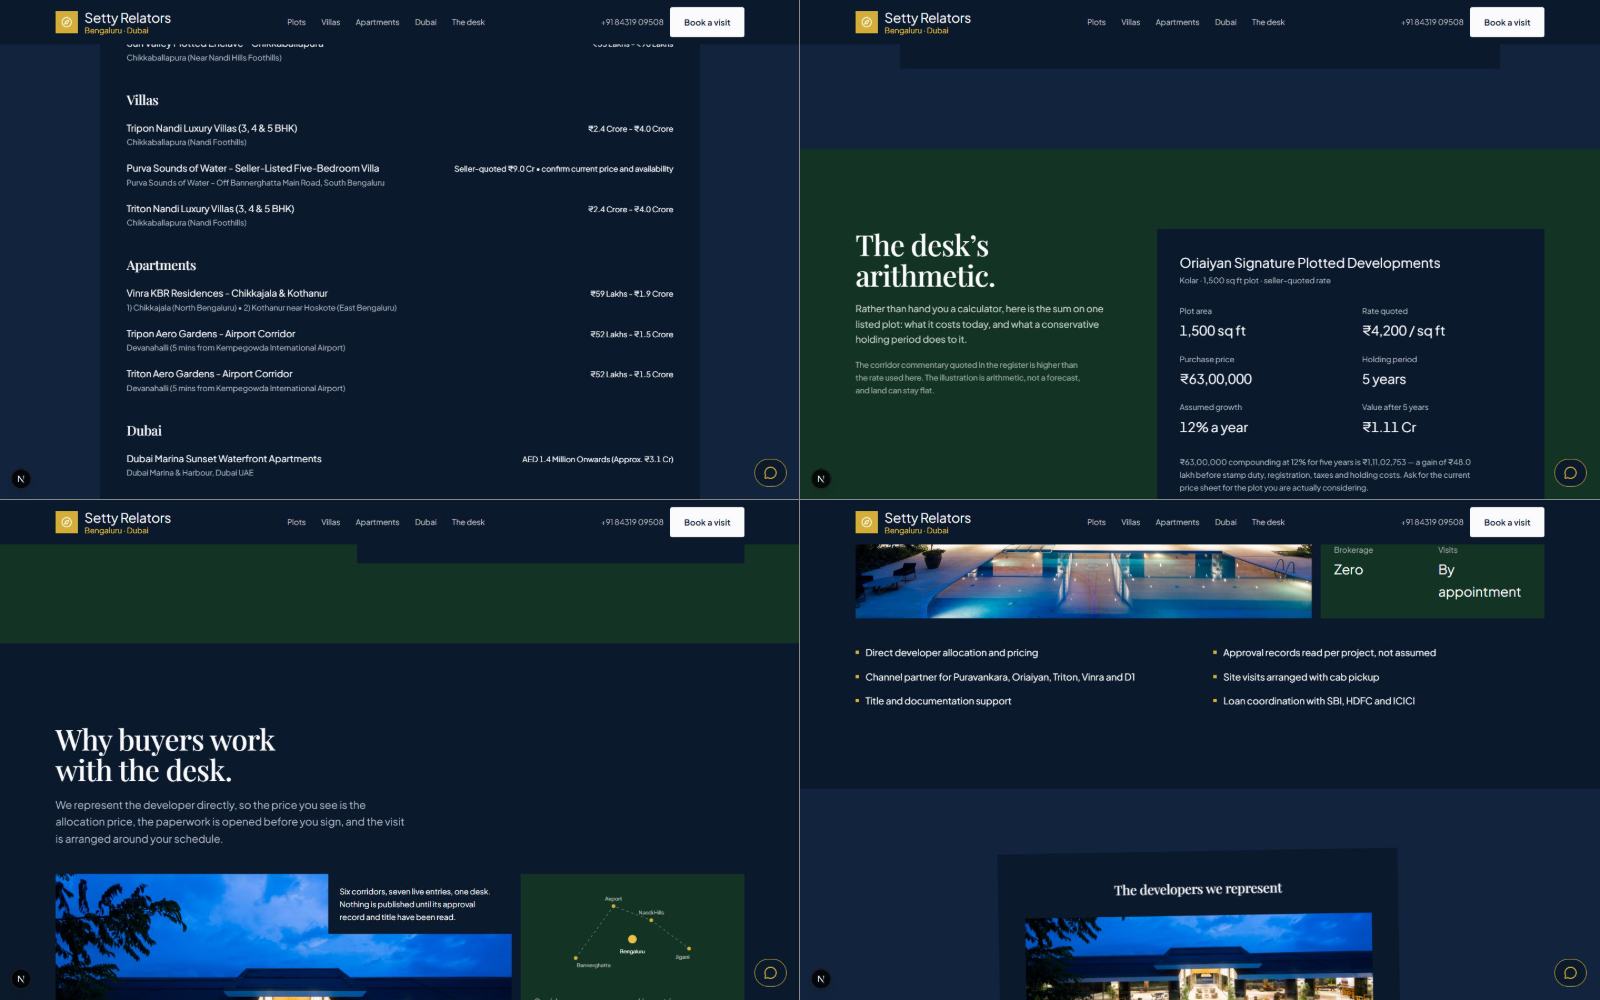 Setty Relators
Bengaluru · Dubai
Plots
Villas
Apartments
Dubai
The desk
+91 84319 09508
Book a visit
Sun Valley Plotted Enclave - Chikkaballapura
Chikkaballapura (Near Nandi Hills Foothills)
Villas
Tripon Nandi Luxury Villas (3, 4 & 5 BHK)
₹2.4 Crore - ₹4.0 Crore
Chikkaballapura (Nandi Foothills)
Purva Sounds of Water - Seller-Listed Five-Bedroom Villa
Seller-quoted ₹9.0 Cr • confirm current price and availability
Purva Sounds of Water - Off Bannerghatta Main Road, South Bengaluru
Triton Nandi Luxury Villas (3, 4 & 5 BHK)
₹2.4 Crore - ₹4.0 Crore
Chikkaballapura (Nandi Foothills)
Apartments
Vinra KBR Residences - Chikkajala & Kothanur
₹59 Lakhs - ₹1.9 Crore
1) Chikkajala (North Bengaluru) • 2) Kothanur near Hoskote (East Bengaluru)
Tripon Aero Gardens - Airport Corridor
₹52 Lakhs - ₹1.5 Crore
Devanahalli (5 mins from Kempegowda International Airport)
Triton Aero Gardens - Airport Corridor
₹52 Lakhs - ₹1.5 Crore
Devanahalli (5 mins from Kempegowda International Airport)
Dubai
Dubai Marina Sunset Waterfront Apartments
AED 1.4 Million Onwards (Approx. ₹3.1 Cr)
Dubai Marina & Harbour, Dubai UAE
N
Setty Relators
Bengaluru · Dubai
Plots
Villas
Apartments
Dubai
The desk
+91 84319 09508
Book a visit
The desk's
arithmetic.
Rather than hand you a calculator, here is the sum on one
listed plot: what it costs today, and what a conservative
holding period does to it.
The corridor commentary quoted in the register is higher than
the rate used here. The illustration is arithmetic, not a forecast,
and land can stay flat.
Oriaiyan Signature Plotted Developments
Kolar · 1,500 sq ft plot · seller-quoted rate
Plot area
Rate quoted
1,500 sq ft
₹4,200 / sq ft
Purchase price
Holding period
₹63,00,000
5 years
Assumed growth
Value after 5 years
12% a year
₹1.11 Cr
₹63,00,000 compounding at 12% for five years is ₹1,11,02,753 — a gain of ₹48.0
lakh before stamp duty, registration, taxes and holding costs. Ask for the current
price sheet for the plot you are actually considering.
N
Setty Relators
Bengaluru · Dubai
Plots
Villas
Apartments
Dubai
The desk
+91 84319 09508
Book a visit
Why buyers work
with the desk.
We represent the developer directly, so the price you see is the
allocation price, the paperwork is opened before you sign, and the visit
is arranged around your schedule.
Six corridors, seven live entries, one desk.
Nothing is published until its approval
record and title have been read.
Airport
Nandi Hills
Bengaluru
Jigani
Bannerghatta
N
Setty Relators
Bengaluru · Dubai
Plots
Villas
Apartments
Dubai
The desk
+91 84319 09508
Book a visit
Brokerage
Visits
Zero
By
appointment
Direct developer allocation and pricing
Approval records read per project, not assumed
Channel partner for Puravankara, Oriaiyan, Triton, Vinra and D1
Site visits arranged with cab pickup
Title and documentation support
Loan coordination with SBI, HDFC and ICICI
The developers we represent
N